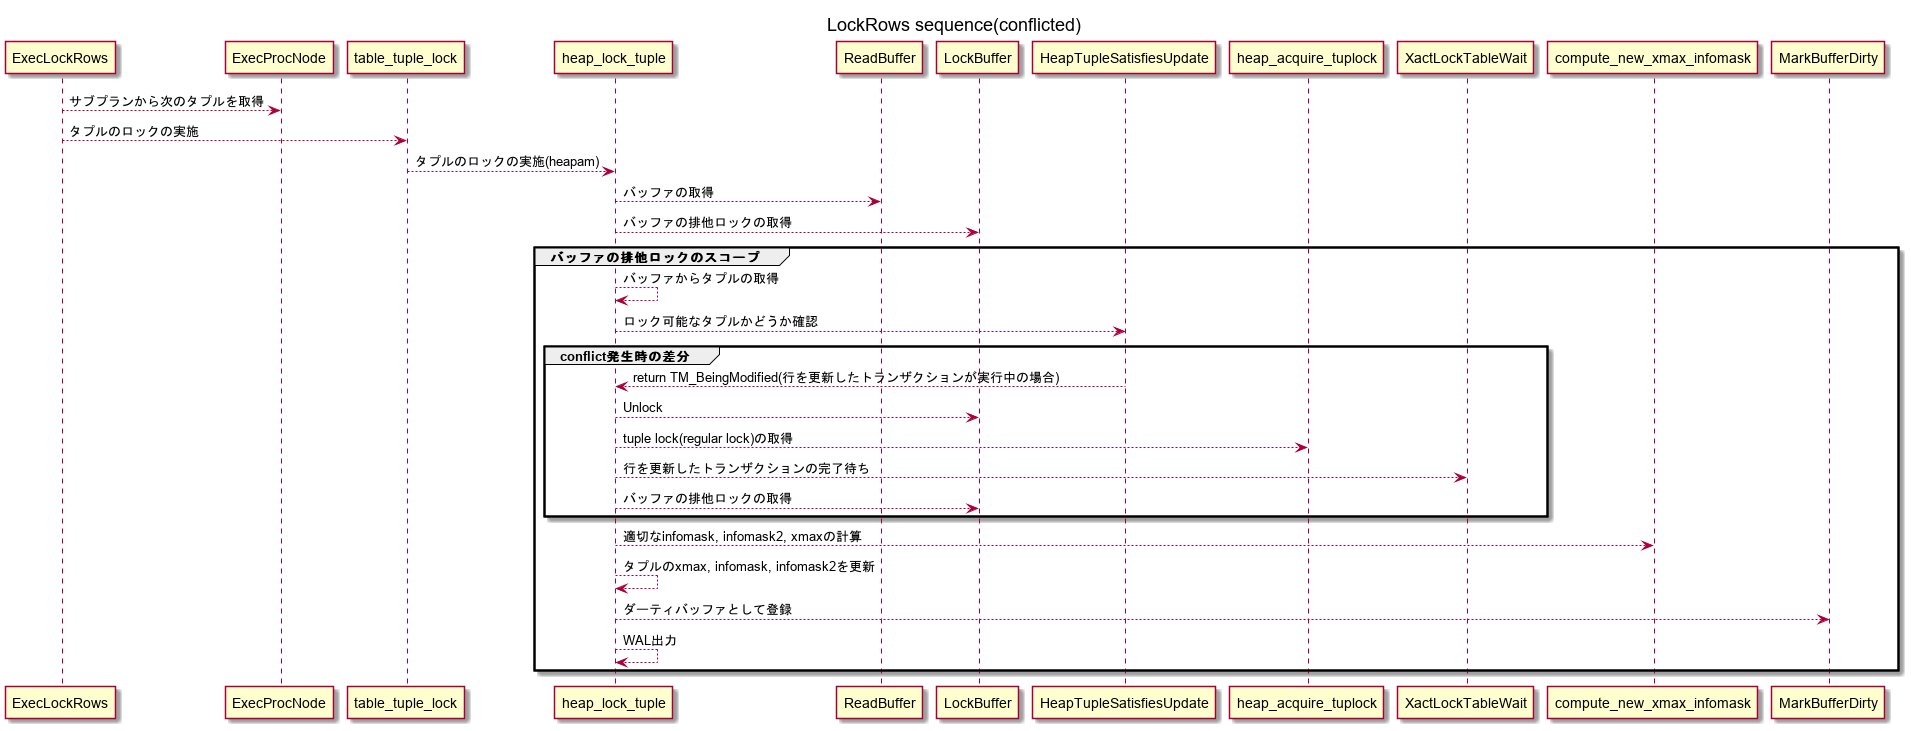 LockRows sequence(conflicted)
ExecLockRows
ExecProcNode
table_tuple_lock
heap_lock_tuple
ReadBuffer
LockBuffer
HeapTupleSatisfiesUpdate
heap_acquire_tuplock
XactLockTableWait
compute_new_xmax_infomask
MarkBufferDirty
サブプランから次のタプルを取得
タプルのロックの実施
タプルのロックの実施(heapam)
バッファの取得
バッファの排他ロックの取得
バッファの排他ロックのスコープ
バッファからタプルの取得
ロック可能なタプルかどうか確認
conflict発生時の差分
return TM_BeingModified(行を更新したトランザクションが実行中の場合)
Unlock
tuple lock(regular lock)の取得
行を更新したトランザクションの完了待ち
バッファの排他ロックの取得
適切なinfomask, infomask2, xmaxの計算
タプルのxmax, infomask, infomask2を更新
ダーティバッファとして登録
WAL出力
ExecLockRows
ExecProcNode
table_tuple_lock
heap_lock_tuple
ReadBuffer
LockBuffer
HeapTupleSatisfiesUpdate
heap_acquire_tuplock
XactLockTableWait
compute_new_xmax_infomask
MarkBufferDirty